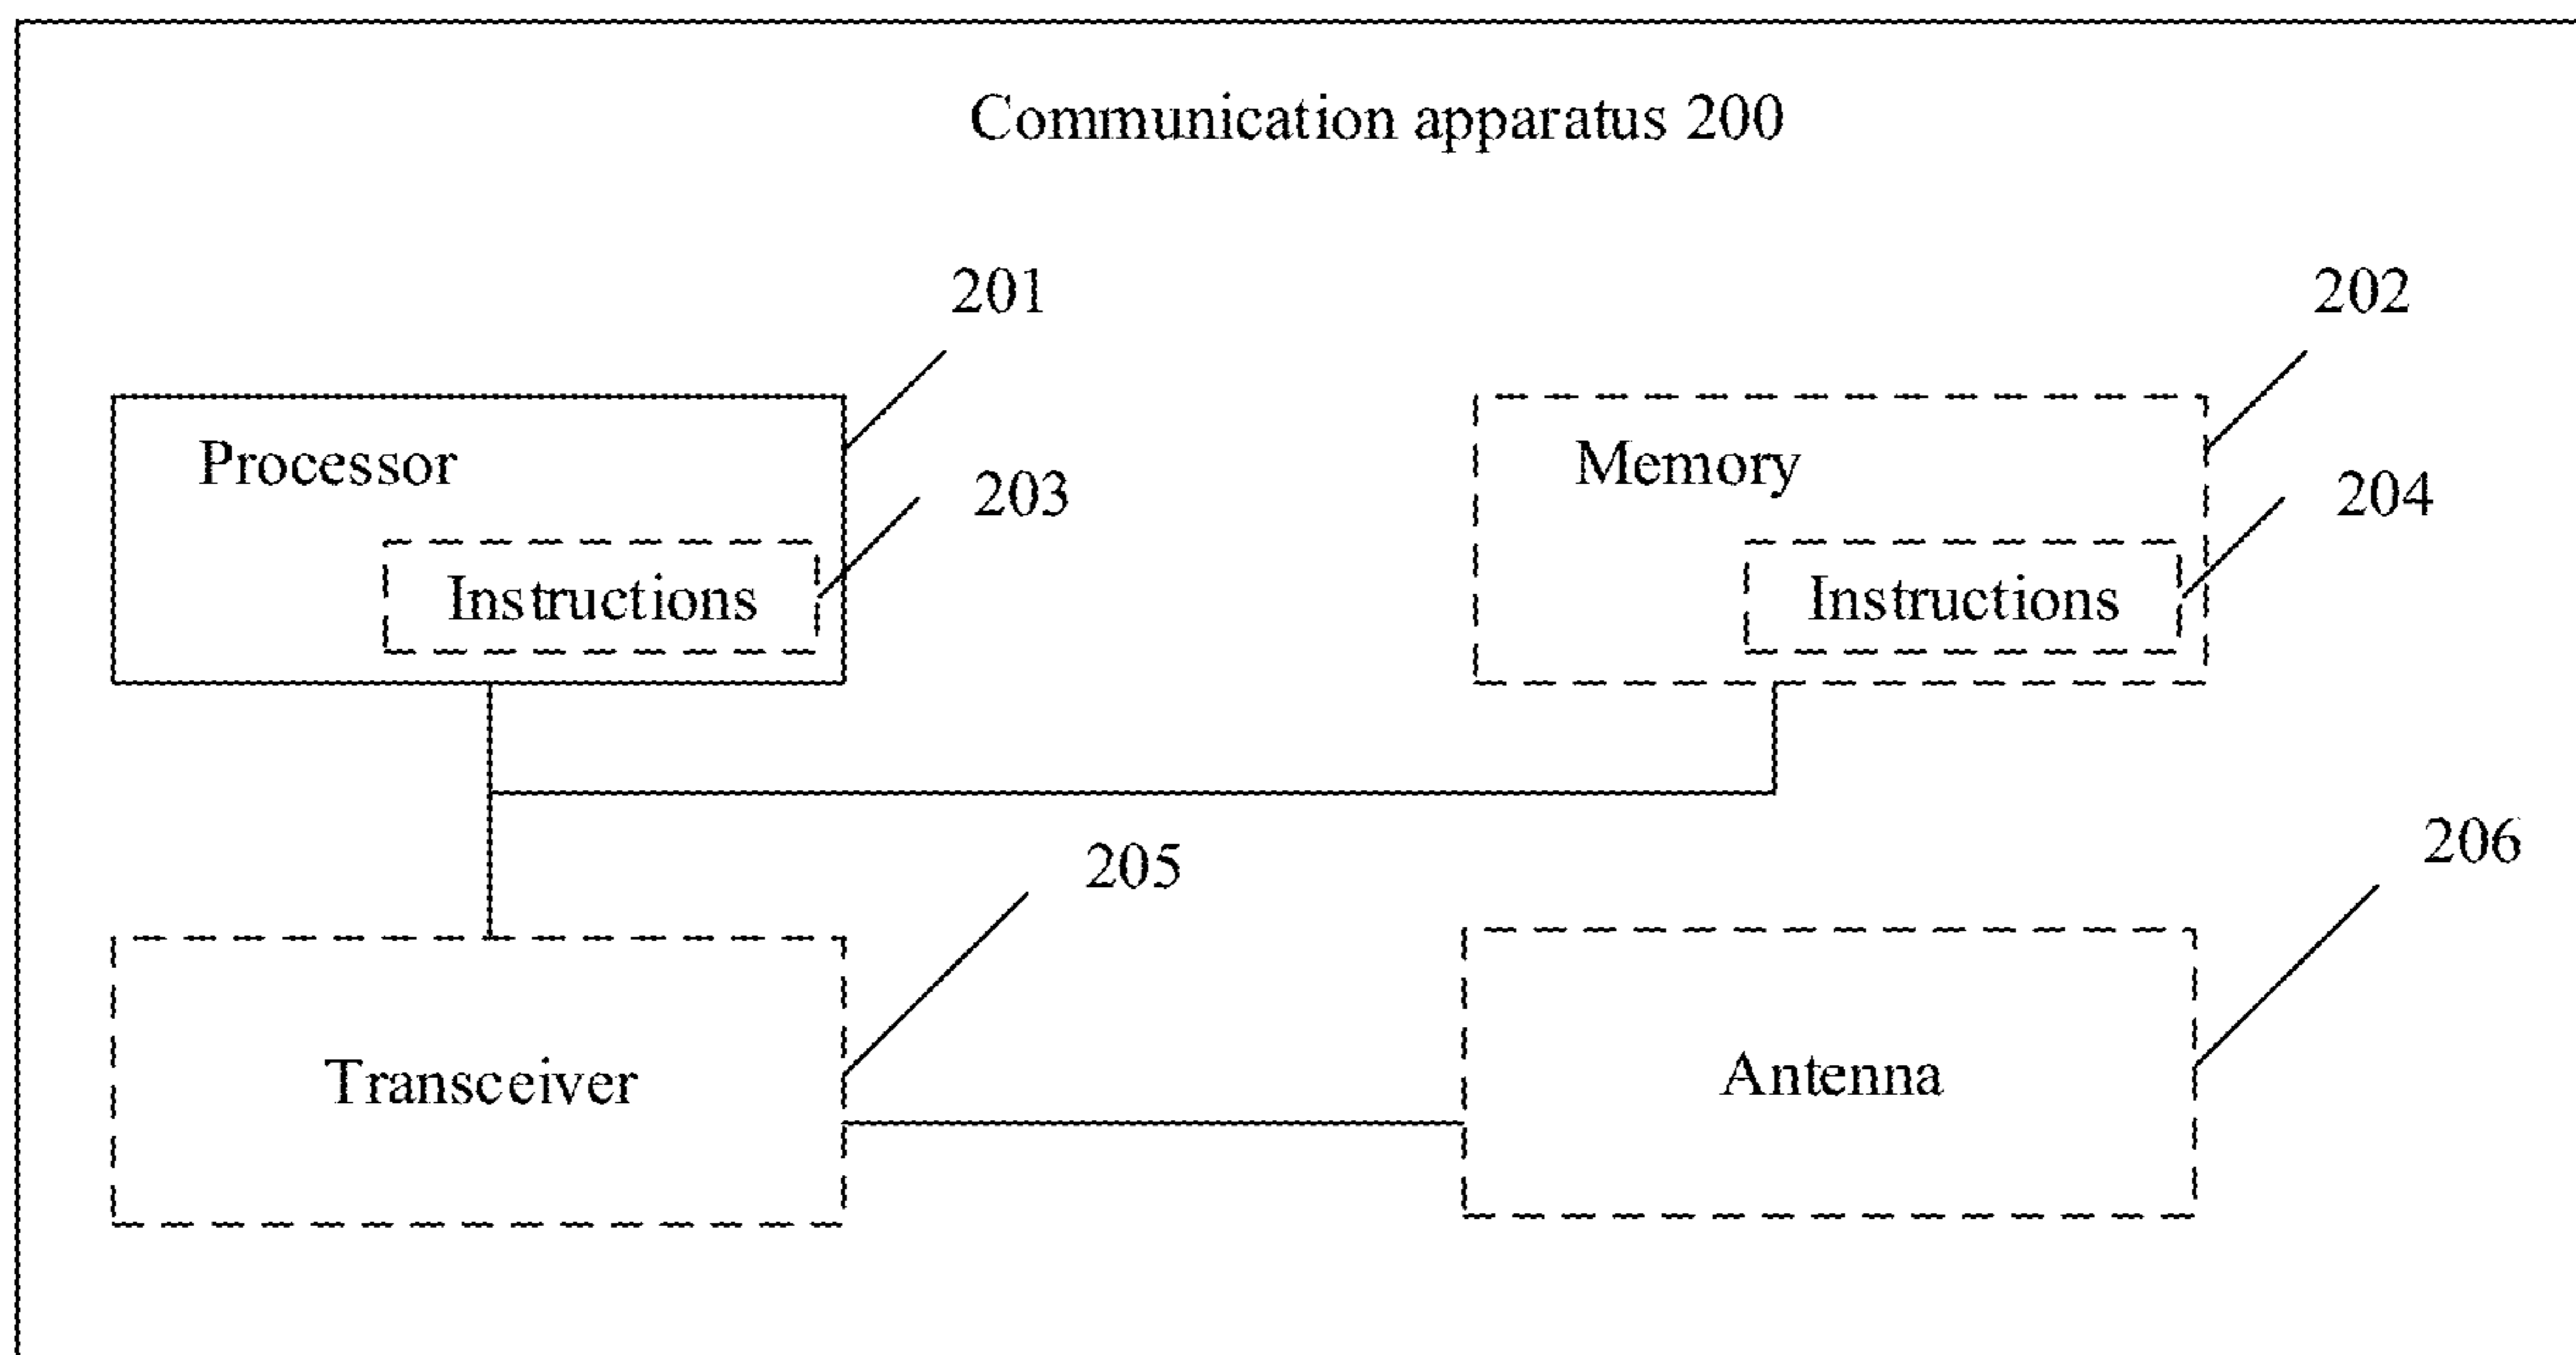 Communication apparatus 200
201
202
Processor
Memory
203
204
Instructions
Instructions
205
206
Transceiver
Antenna